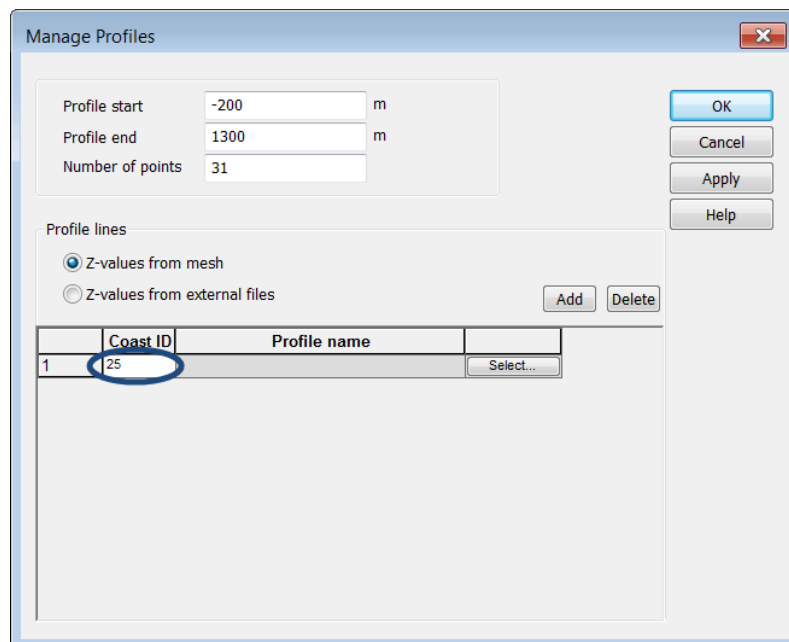 Manage Profiles
Profile start -200 m
Profile end 1300 m
Number of points 31
OK
Cancel
Apply
Help
Profile lines
Z-values from mesh
Z-values from external files
Add Delete
Coast ID Profile name
1 25 Select...